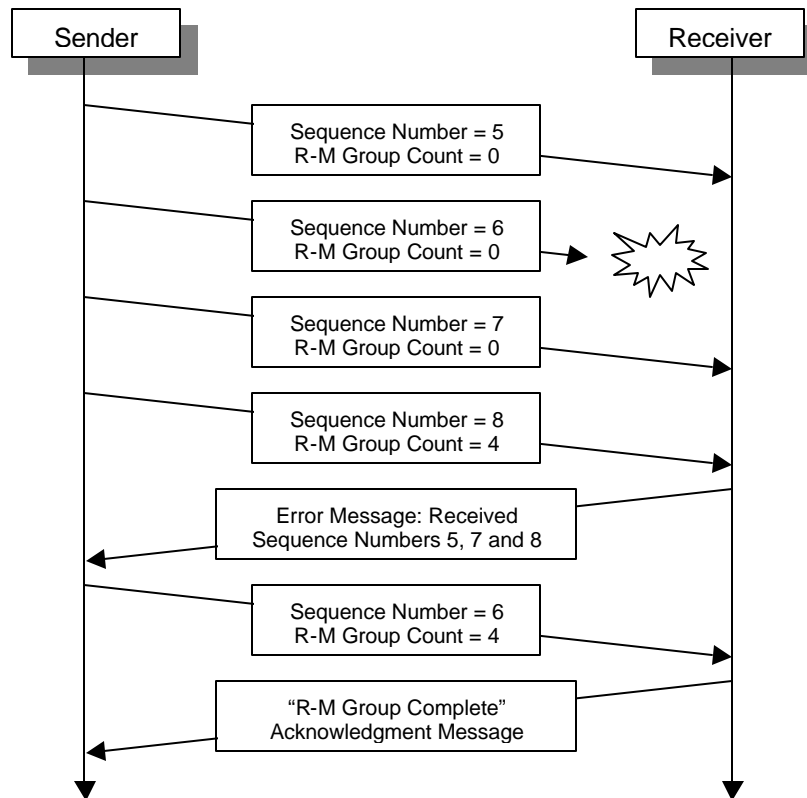 Sender
Receiver
Sequence Number = 5
R-M Group Count = 0
Sequence Number = 6
R-M Group Count = 0
Sequence Number = 7
R-M Group Count = 0
Sequence Number = 8
R-M Group Count = 4
Error Message: Received
Sequence Numbers 5, 7 and 8
Sequence Number = 6
R-M Group Count = 4
“R-M Group Complete”
Acknowledgment Message